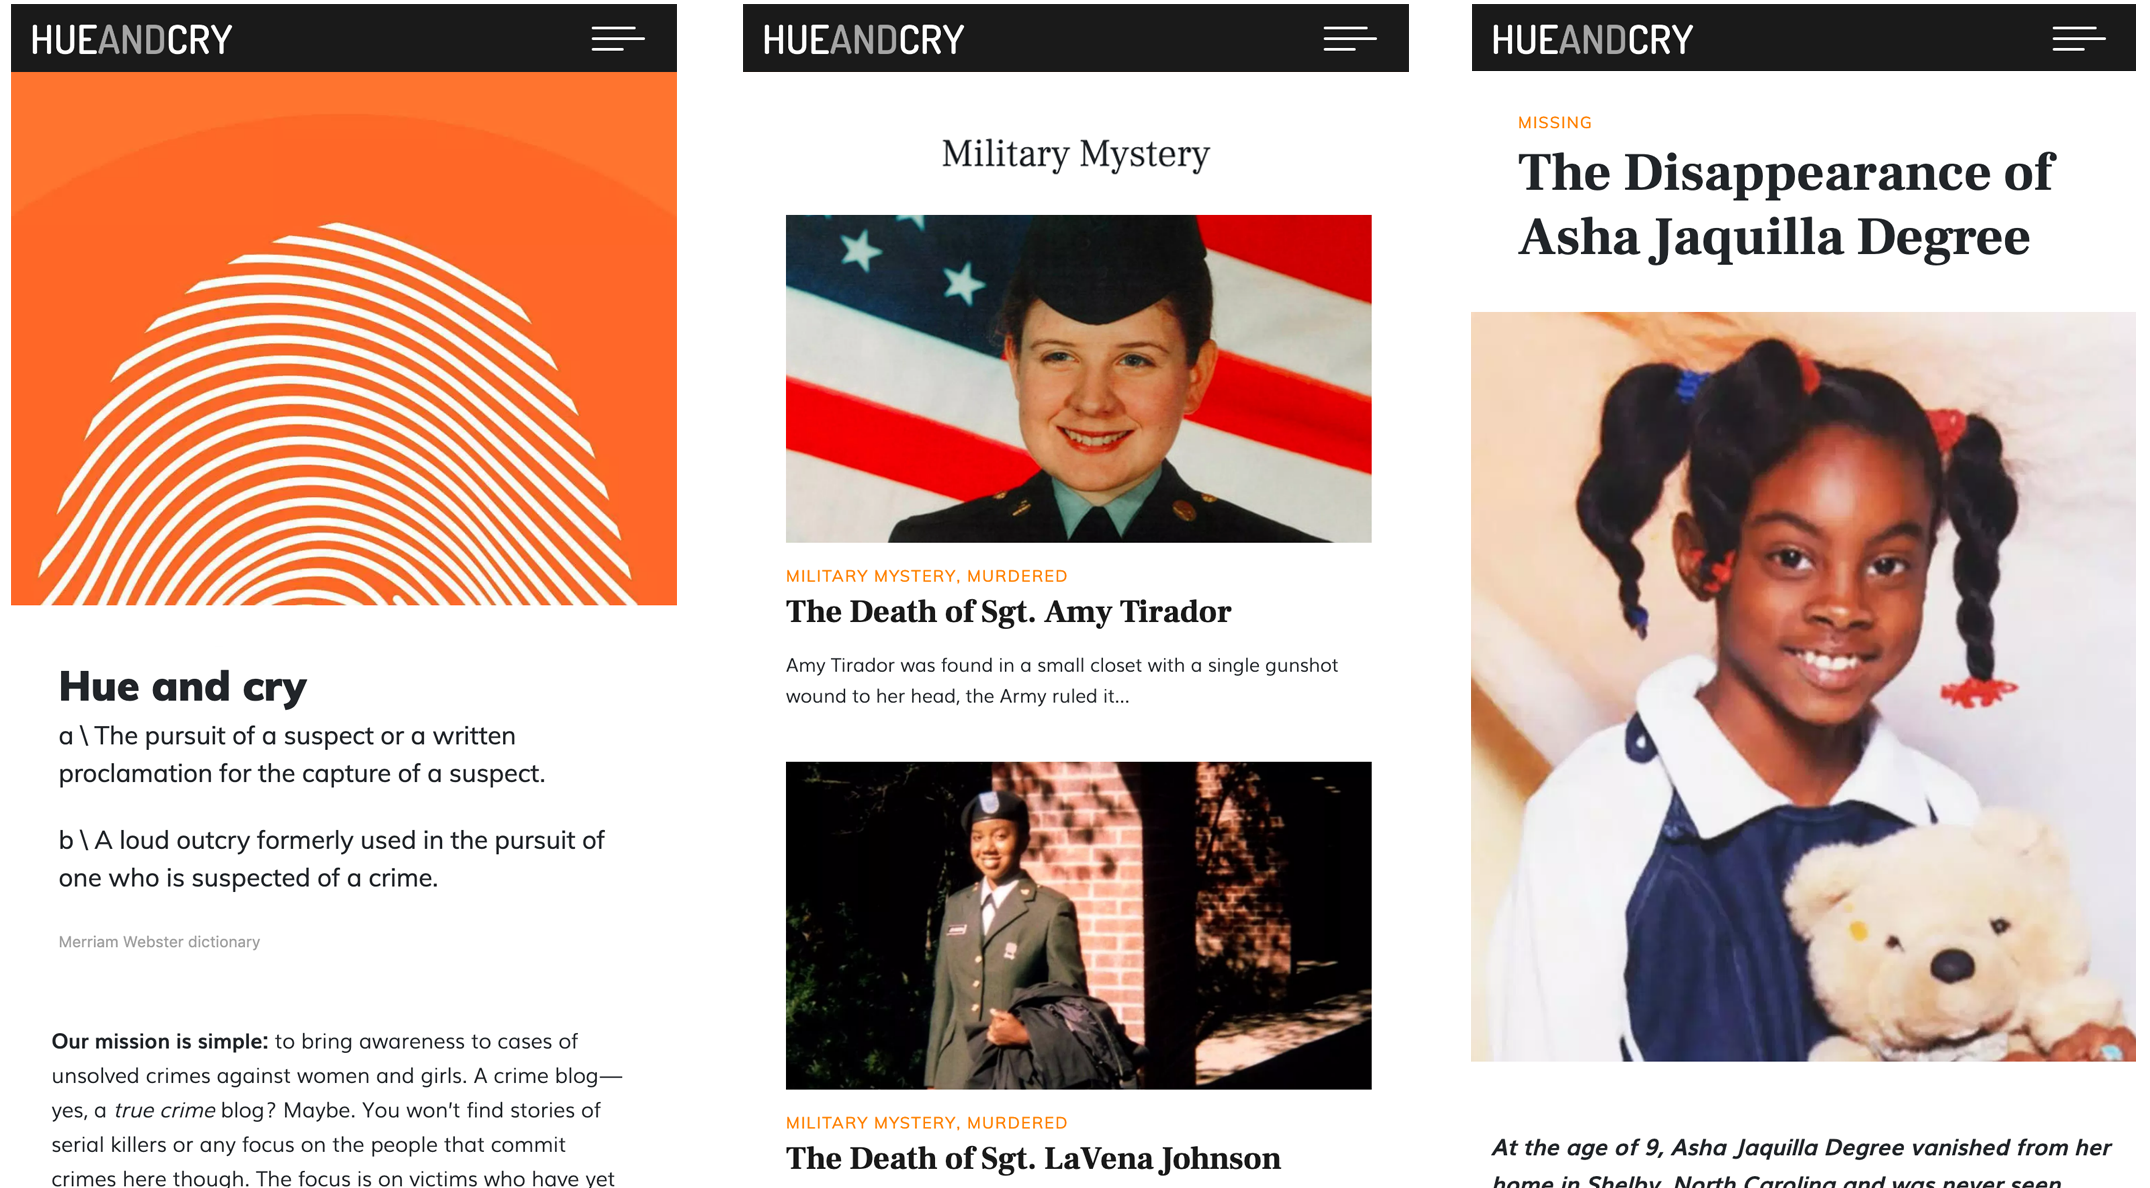 HUEANDCRY
Hue and cry
a \ The pursuit of a suspect or a written
proclamation for the capture of a suspect.
b \ A loud outcry formerly used in the pursuit of
one who is suspected of a crime.
Merriam Webster dictionary
Our mission is simple: to bring awareness to cases of
unsolved crimes against women and girls. A crime blog—
yes, a true crime blog? Maybe. You won't find stories of
serial killers or any focus on the people that commit
crimes here though. The focus is on victims who have yet
HUEANDCRY
Military Mystery
MILITARY MYSTERY, MURDERED
The Death of Sgt. Amy Tirador
Amy Tirador was found in a small closet with a single gunshot
wound to her head, the Army ruled it...
MILITARY MYSTERY, MURDERED
The Death of Sgt. LaVena Johnson
HUEANDCRY
MISSING
The Disappearance of
Asha Jaquilla Degree
At the age of 9, Asha Jaquilla Degree vanished from her
home in Shelby, North Carolina and was never seen